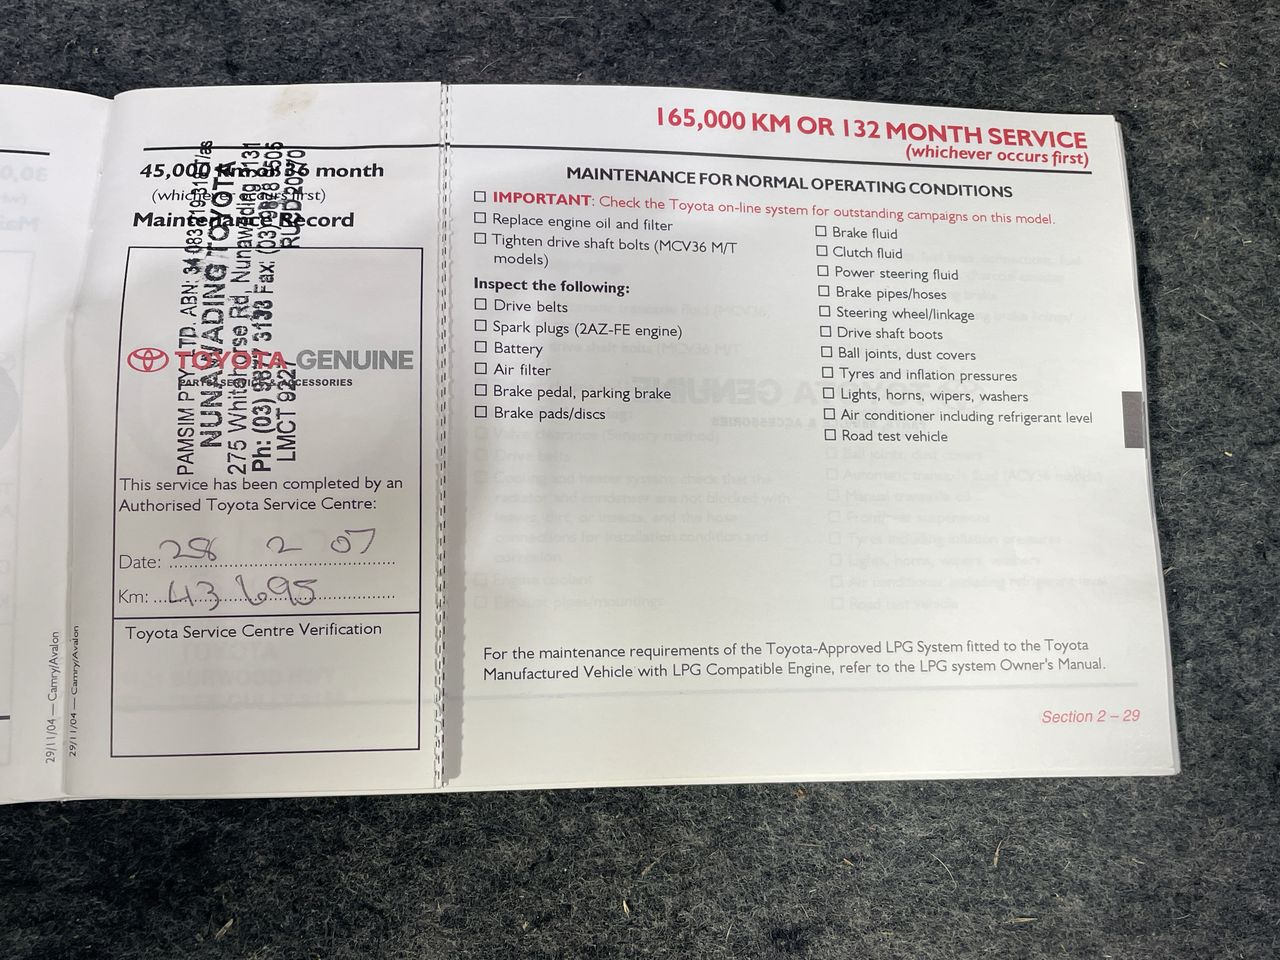 45,000 Km or 36 month
(whichever occurs first)
Maintenance Record
PAMSIM PTY. LTD. ABN: 34 083
NUNAWADING TOYOTA
275 Whitehorse Rd, Nunawading 3131
Ph: (03) Fax: (03)
LMCT
TOYOTA GENUINE
PARTS, SERVICE & ACCESSORIES
This service has been completed by an
Authorised Toyota Service Centre:
Date: 28 2 07
Km: 43 695
Toyota Service Centre Verification
29/11/04 — Camry/Avalon
29/11/04 — Camry/Avalon
165,000 KM OR 132 MONTH SERVICE
(whichever occurs first)
MAINTENANCE FOR NORMAL OPERATING CONDITIONS
IMPORTANT: Check the Toyota on-line system for outstanding campaigns on this model.
Replace engine oil and filter
Tighten drive shaft bolts (MCV36 M/T
models)
Inspect the following:
Drive belts
Spark plugs (2AZ-FE engine)
Battery
Air filter
Brake pedal, parking brake
Brake pads/discs
Brake fluid
Clutch fluid
Power steering fluid
Brake pipes/hoses
Steering wheel/linkage
Drive shaft boots
Ball joints, dust covers
Tyres and inflation pressures
Lights, horns, wipers, washers
Air conditioner including refrigerant level
Road test vehicle
For the maintenance requirements of the Toyota-Approved LPG System fitted to the Toyota
Manufactured Vehicle with LPG Compatible Engine, refer to the LPG system Owner's Manual.
Section 2 – 29